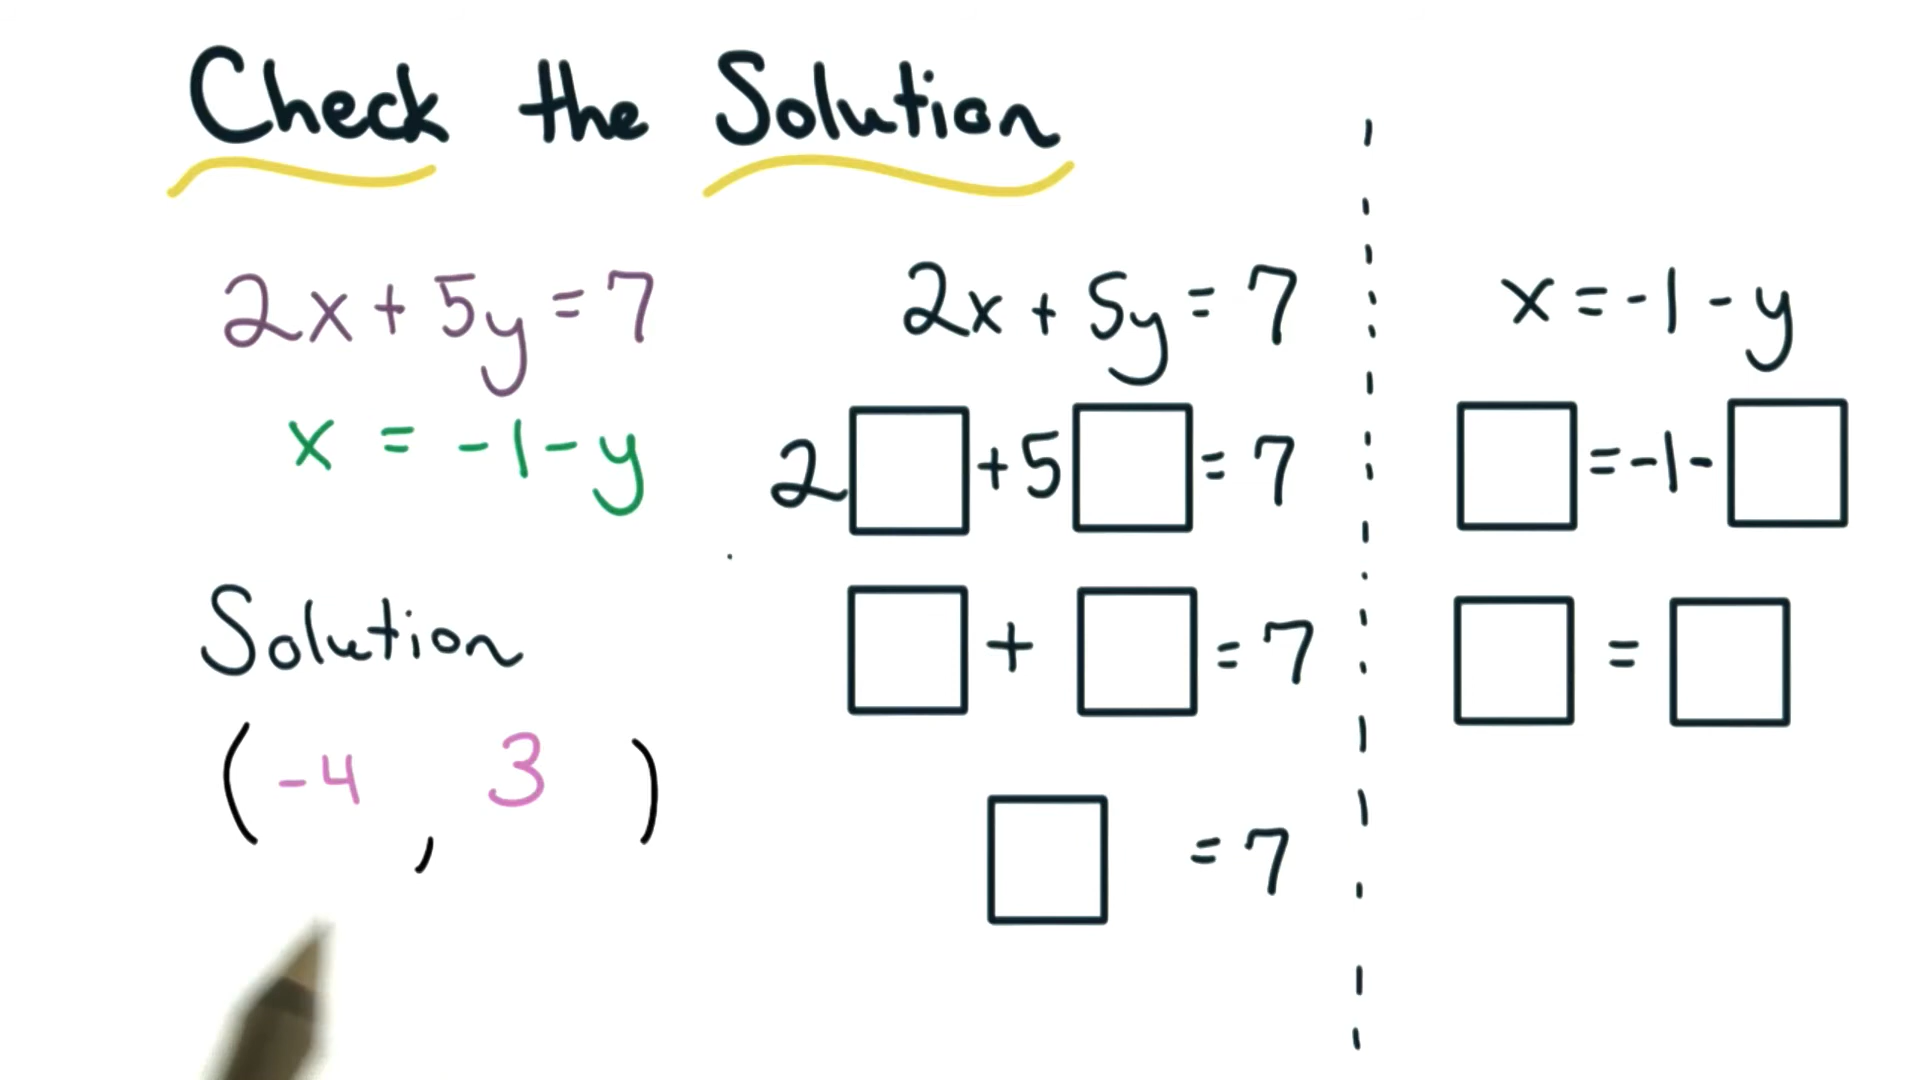 Check the Solution
2x + 5y = 7
x = -1 - y
Solution
(-4 , 3)
2x + 5y = 7
2 + 5 = 7
+ = 7
= 7
x = -1 - y
= -1 -
=